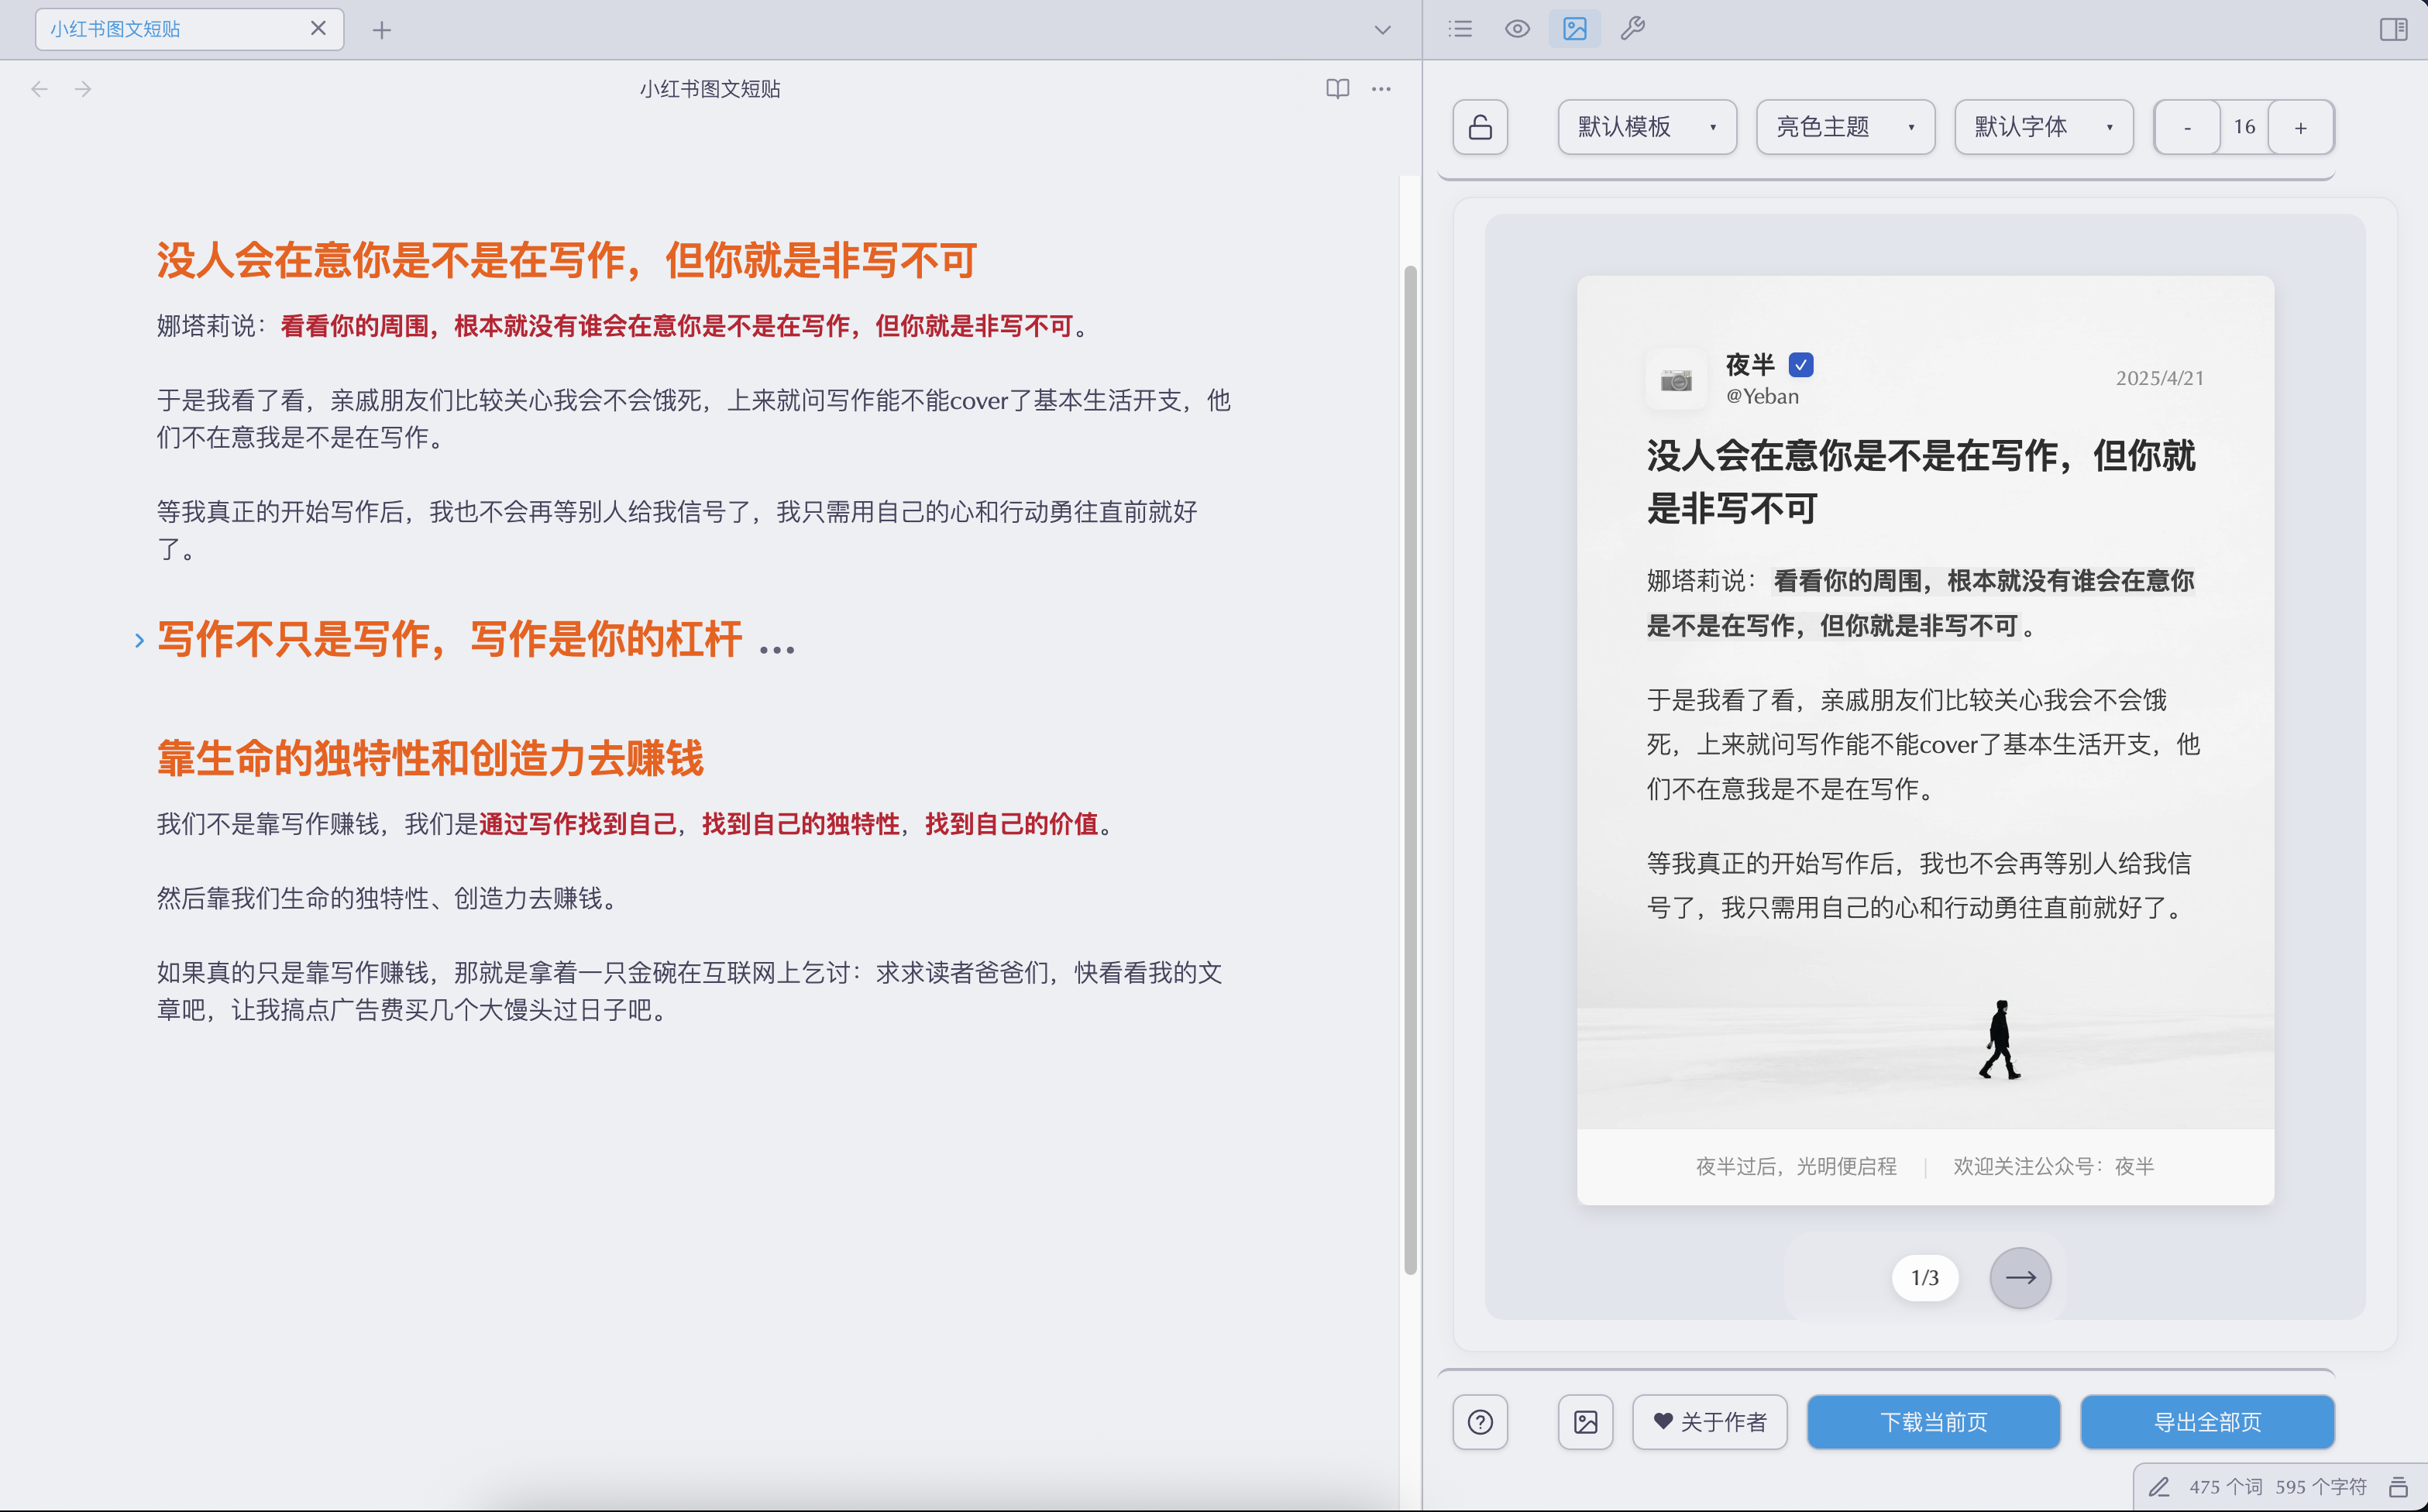 小红书图文短贴
小红书图文短贴
没人会在意你是不是在写作，但你就是非写不可
娜塔莉说：看看你的周围，根本就没有谁会在意你是不是在写作，但你就是非写不可。
于是我看了看，亲戚朋友们比较关心我会不会饿死，上来就问写作能不能cover了基本生活开支，他
们不在意我是不是在写作。
等我真正的开始写作后，我也不会再等别人给我信号了，我只需用自己的心和行动勇往直前就好
了。
写作不只是写作，写作是你的杠杆 ...
靠生命的独特性和创造力去赚钱
我们不是靠写作赚钱，我们是通过写作找到自己，找到自己的独特性，找到自己的价值。
然后靠我们生命的独特性、创造力去赚钱。
如果真的只是靠写作赚钱，那就是拿着一只金碗在互联网上乞讨：求求读者爸爸们，快看看我的文
章吧，让我搞点广告费买几个大馒头过日子吧。
默认模板 亮色主题 默认字体 - 16 +
夜半
@Yeban
2025/4/21
没人会在意你是不是在写作，但你就
是非写不可
娜塔莉说：看看你的周围，根本就没有谁会在意你
是不是在写作，但你就是非写不可。
于是我看了看，亲戚朋友们比较关心我会不会饿
死，上来就问写作能不能cover了基本生活开支，他
们不在意我是不是在写作。
等我真正的开始写作后，我也不会再等别人给我信
号了，我只需用自己的心和行动勇往直前就好了。
夜半过后，光明便启程 | 欢迎关注公众号：夜半
1/3
关于作者 下载当前页 导出全部页
475 个词 595 个字符